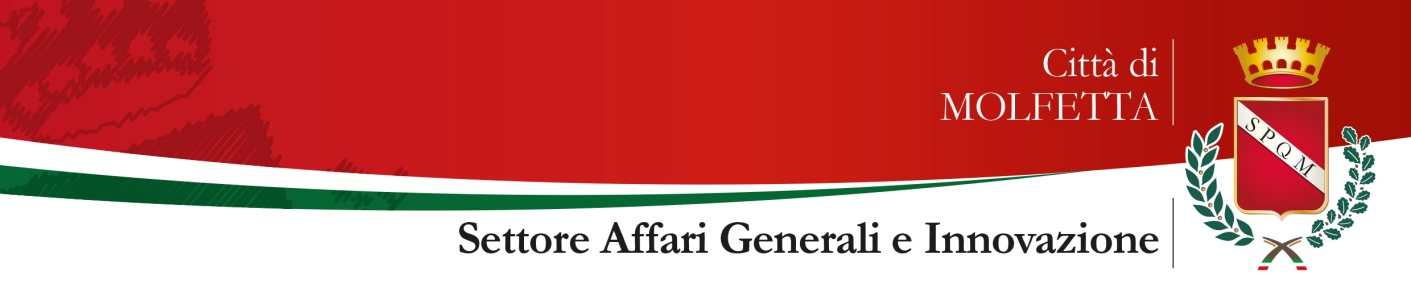 Città di
MOLFETTA
SPQM
Settore Affari Generali e Innovazione